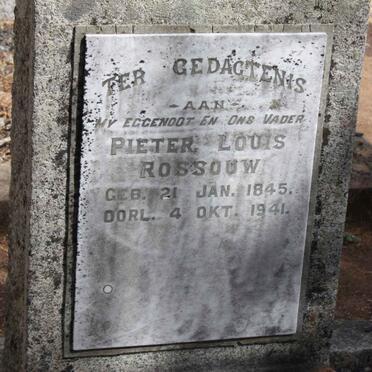 TER GEDAGTENIS
-AAN-
MY EGGENOOT EN ONS VADER
PIETER LOUIS
ROSSOUW
GEB. 21 JAN. 1845.
OORL. 4 OKT. 1941.